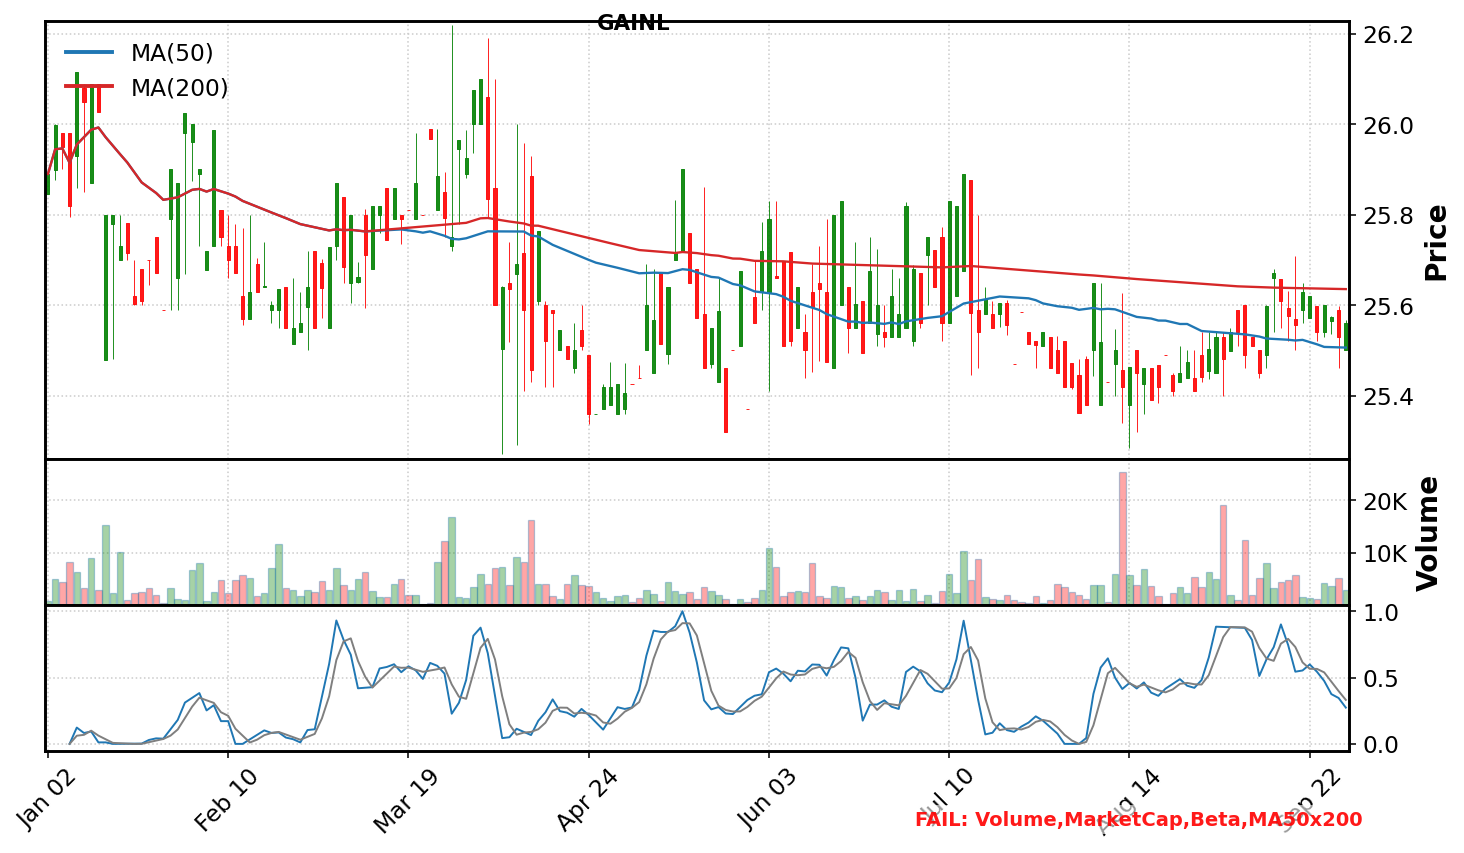 GAINL
MA(50)
MA(200)
26.2
26.0
25.8
25.6
25.4
Price
20K
10K
Volume
1.0
0.5
0.0
Jan 02
Feb 10
Mar 19
Apr 24
Jun 03
Jul 10
Aug 14
Sep 22
FAIL: Volume,MarketCap,Beta,MA50x200